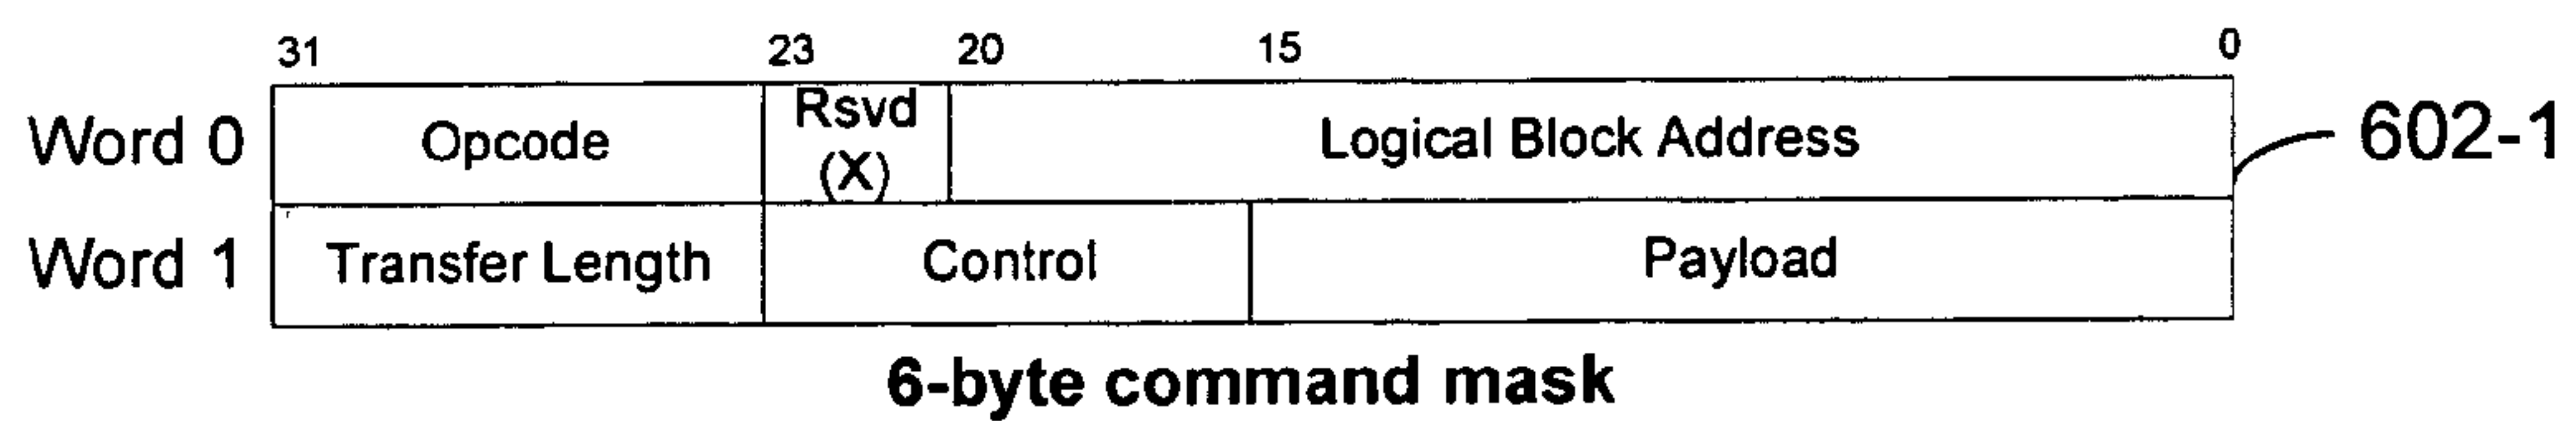 31 23 20 15 0
Word 0 Opcode Rsvd (X) Logical Block Address 602-1
Word 1 Transfer Length Control Payload
6-byte command mask